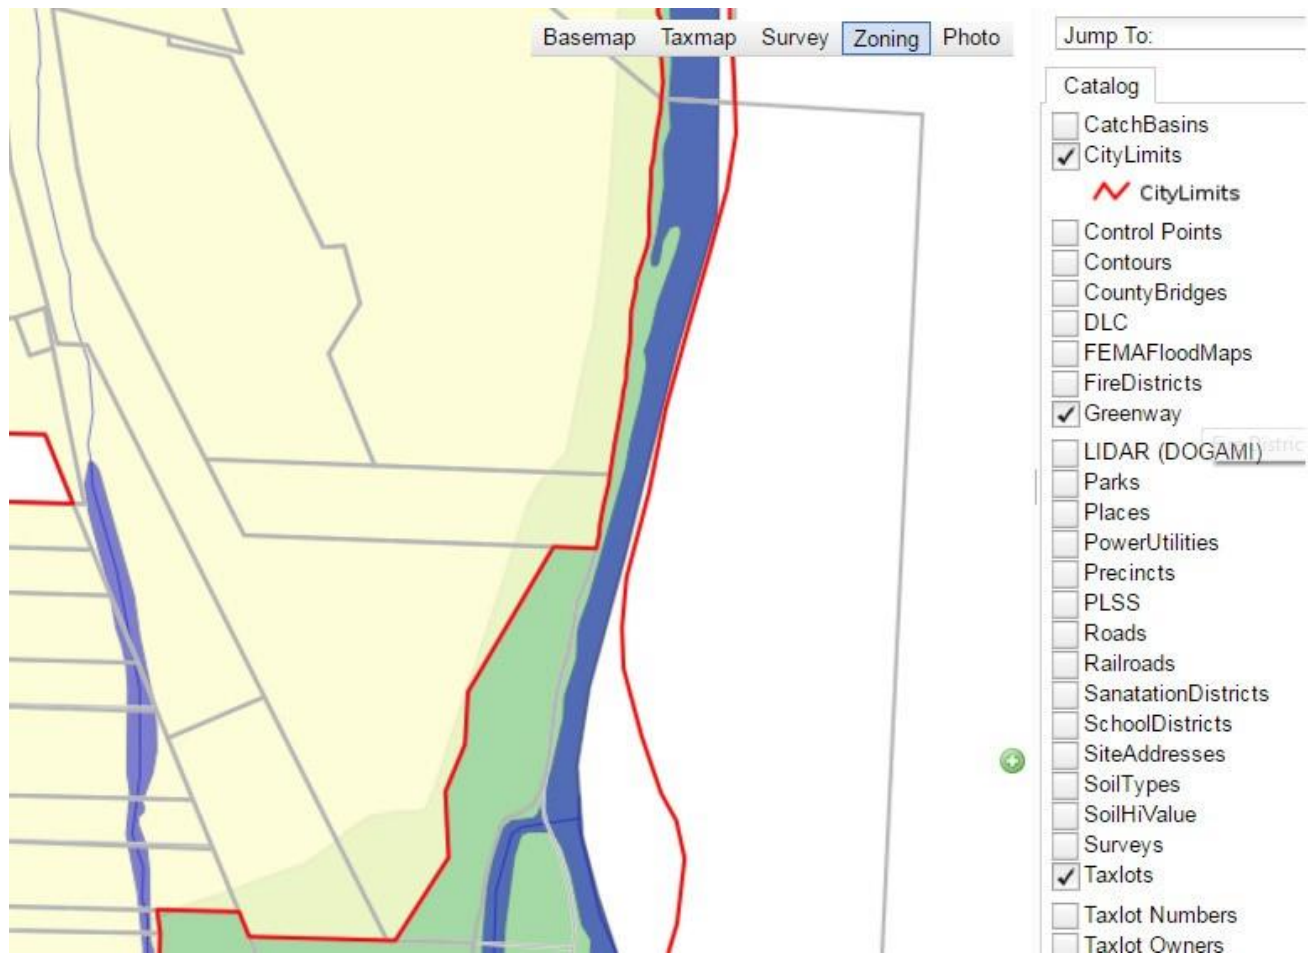 Basemap Taxmap Survey Zoning Photo
Jump To:
Catalog
CatchBasins
CityLimits
CityLimits
Control Points
Contours
CountyBridges
DLC
FEMAFloodMaps
FireDistricts
Greenway
LIDAR (DOGAMI)
Parks
Places
PowerUtilities
Precincts
PLSS
Roads
Railroads
SanatationDistricts
SchoolDistricts
SiteAddresses
SoilTypes
SoilHiValue
Surveys
Taxlots
Taxlot Numbers
Taxlot Owners